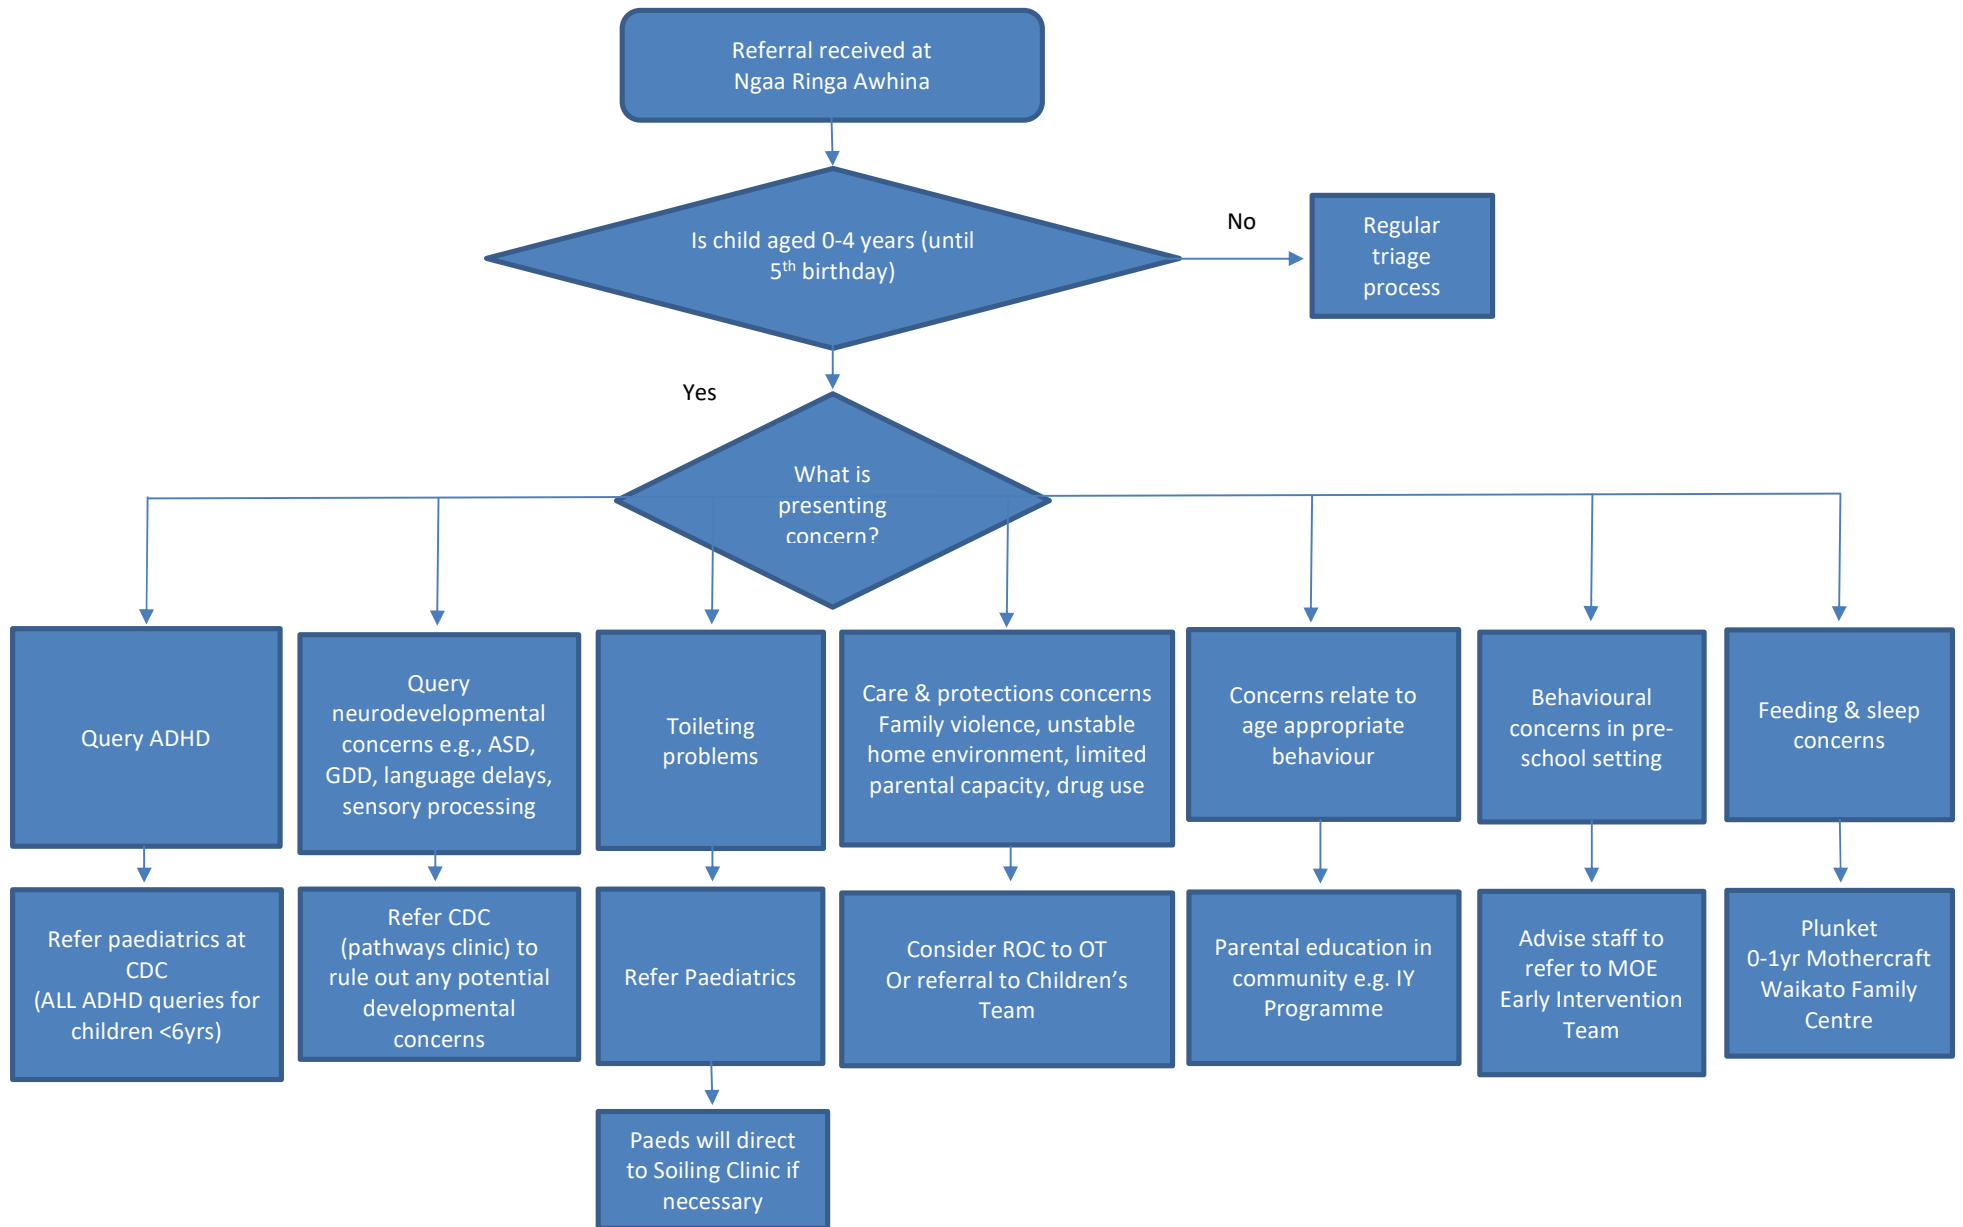 Referral received at
Ngaa Ringa Awhina
Is child aged 0-4 years (until
5th birthday)
No
Regular
triage
process
Yes
What is
presenting
concern?
Query ADHD
Query
neurodevelopmental
concerns e.g., ASD,
GDD, language delays,
sensory processing
Toileting
problems
Care & protections concerns
Family violence, unstable
home environment, limited
parental capacity, drug use
Concerns relate to
age appropriate
behaviour
Behavioural
concerns in pre-
school setting
Feeding & sleep
concerns
Refer paediatrics at
CDC
(ALL ADHD queries for
children <6yrs)
Refer CDC
(pathways clinic) to
rule out any potential
developmental
concerns
Refer Paediatrics
Consider ROC to OT
Or referral to Children’s
Team
Parental education in
community e.g. IY
Programme
Advise staff to
refer to MOE
Early Intervention
Team
Plunket
0-1yr Mothercraft
Waikato Family
Centre
Paeds will direct
to Soiling Clinic if
necessary